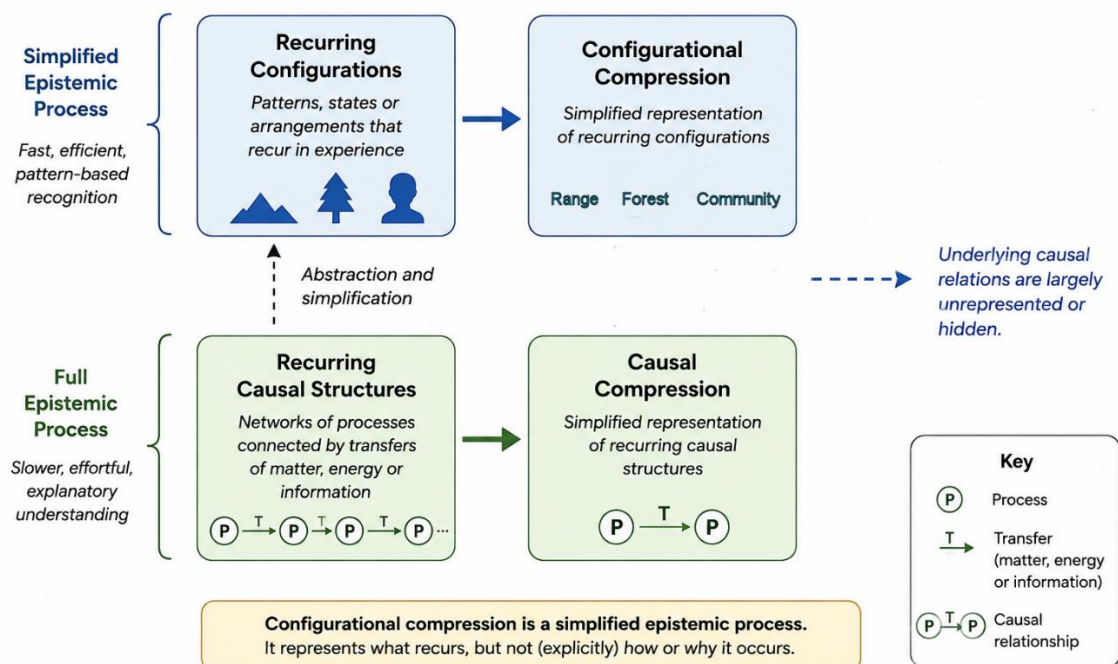 Simplified
Epistemic
Process
Fast, efficient,
pattern-based
recognition
Recurring
Configurations
Patterns, states or
arrangements that
recur in experience
Configurational
Compression
Simplified representation
of recurring configurations
Range Forest Community
Abstraction and
simplification
Underlying causal
relations are largely
unrepresented or
hidden.
Full
Epistemic
Process
Slower, effortful,
explanatory
understanding
Recurring
Causal Structures
Networks of processes
connected by transfers
of matter, energy or
information
P T P T P T P ...
Causal
Compression
Simplified representation
of recurring causal
structures
P T P
Key
P Process
T Transfer
(matter, energy
or information)
P T P Causal
relationship
Configurational compression is a simplified epistemic process.
It represents what recurs, but not (explicitly) how or why it occurs.